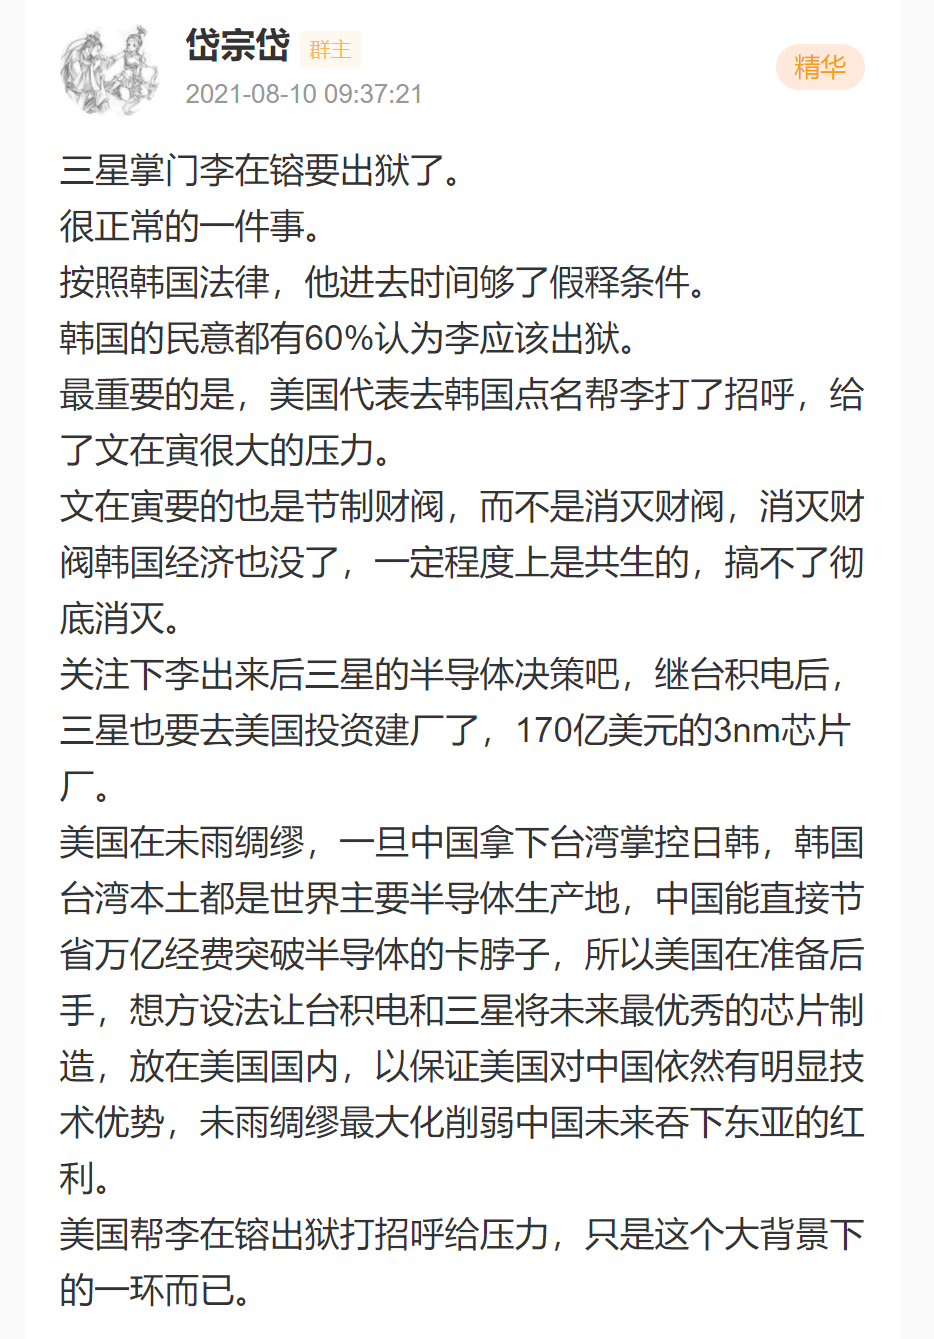 岱宗岱 群主
精华
2021-08-10 09:37:21
三星掌门李在镕要出狱了。
很正常的一件事。
按照韩国法律，他进去时间够了假释条件。
韩国的民意都有60%认为李应该出狱。
最重要的是，美国代表去韩国点名帮李打了招呼，给
了文在寅很大的压力。
文在寅要的也是节制财阀，而不是消灭财阀，消灭财
阀韩国经济也没了，一定程度上是共生的，搞不了彻
底消灭。
关注下李出来后三星的半导体决策吧，继台积电后，
三星也要去美国投资建厂了，170亿美元的3nm芯片
厂。
美国在未雨绸缪，一旦中国拿下台湾掌控日韩，韩国
台湾本土都是世界主要半导体生产地，中国能直接节
省万亿经费突破半导体的卡脖子，所以美国在准备后
手，想方设法让台积电和三星将未来最优秀的芯片制
造，放在美国国内，以保证美国对中国依然有明显技
术优势，未雨绸缪最大化削弱中国未来吞下东亚的红
利。
美国帮李在镕出狱打招呼给压力，只是这个大背景下
的一环而已。